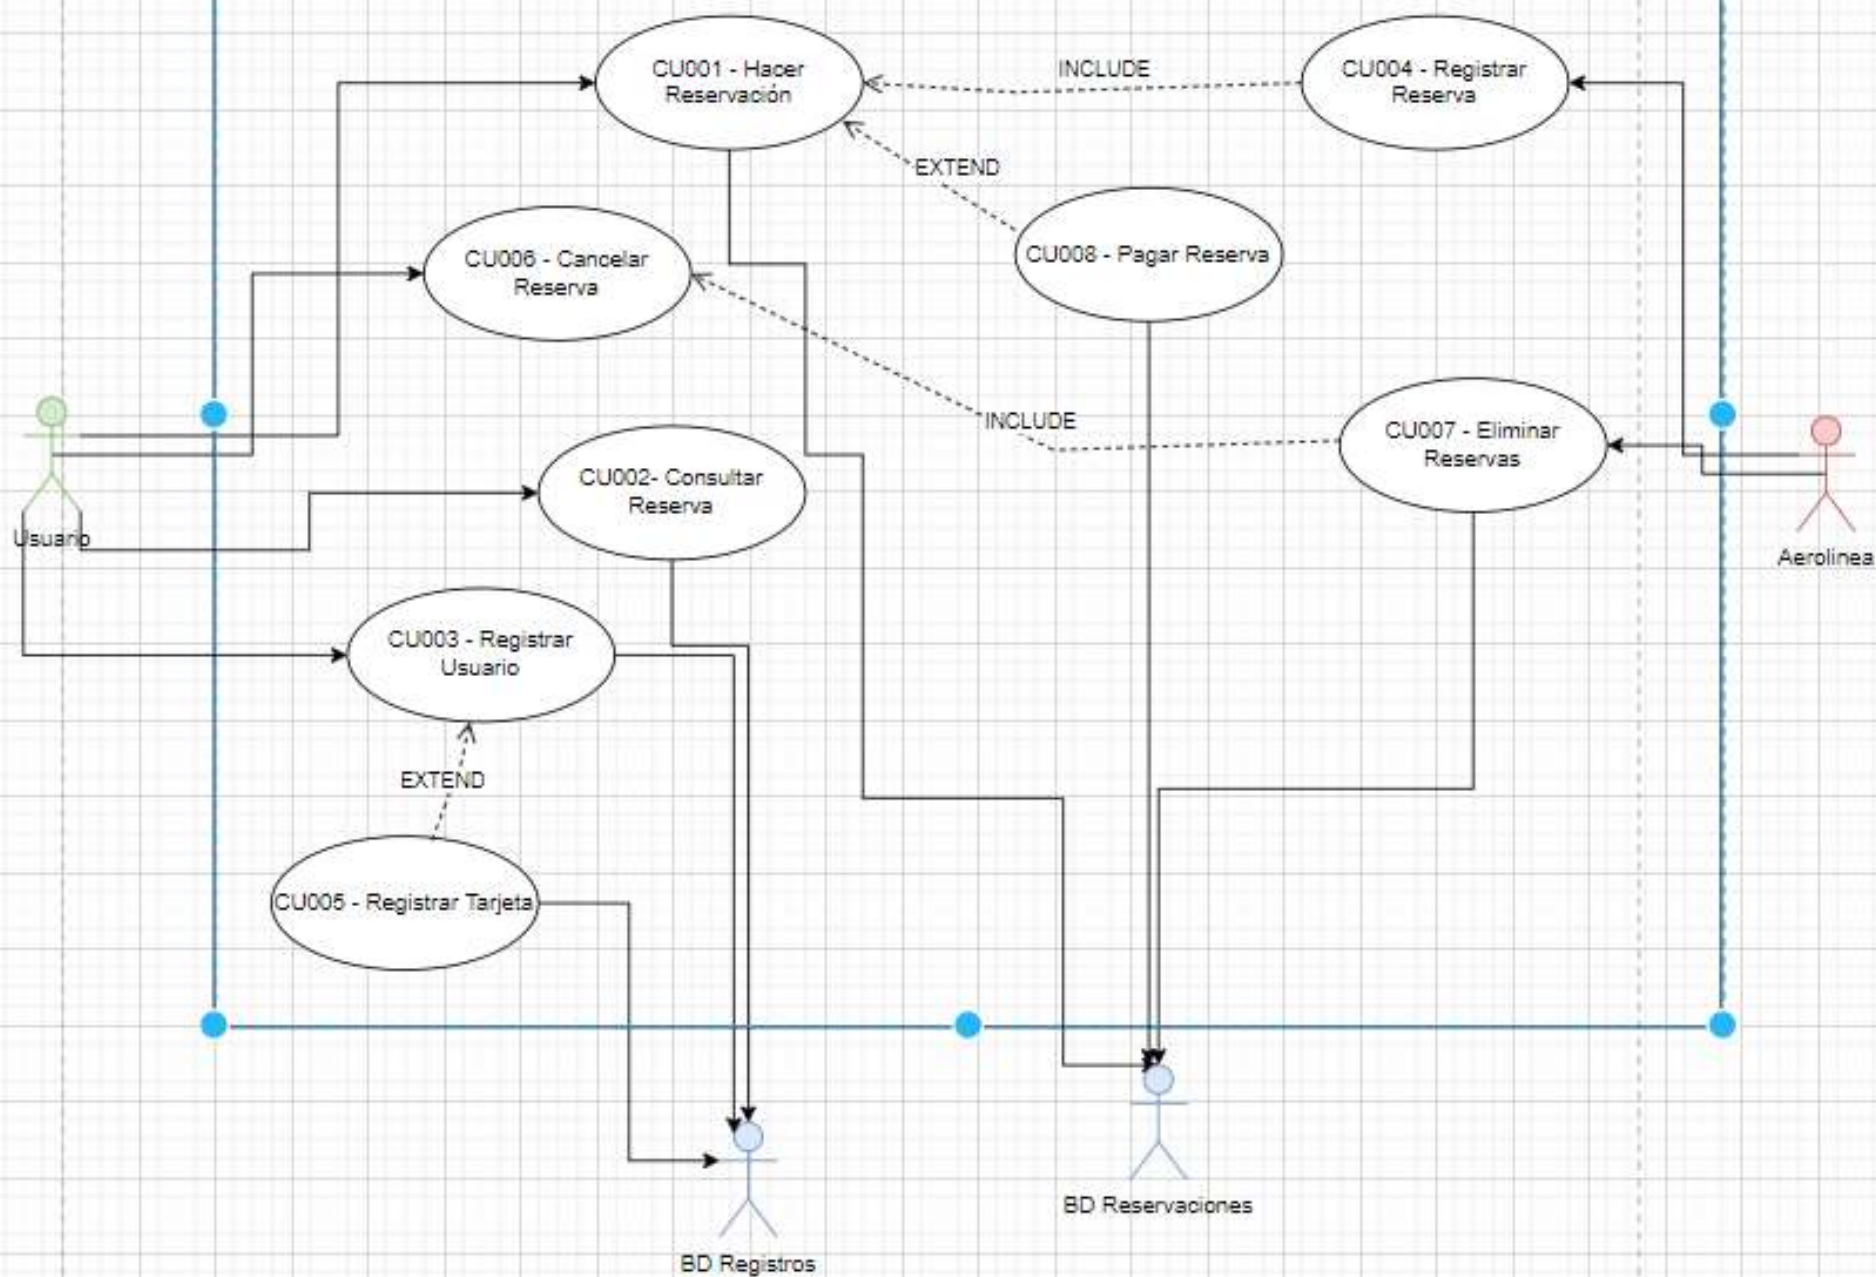 CU001 - Hacer
Reservación
INCLUDE
CU004 - Registrar
Reserva
EXTEND
CU008 - Pagar Reserva
CU006 - Cancelar
Reserva
INCLUDE
CU007 - Eliminar
Reservas
Usuario
CU002- Consultar
Reserva
Aerolinea
CU003 - Registrar
Usuario
EXTEND
CU005 - Registrar Tarjeta
BD Reservaciones
BD Registros